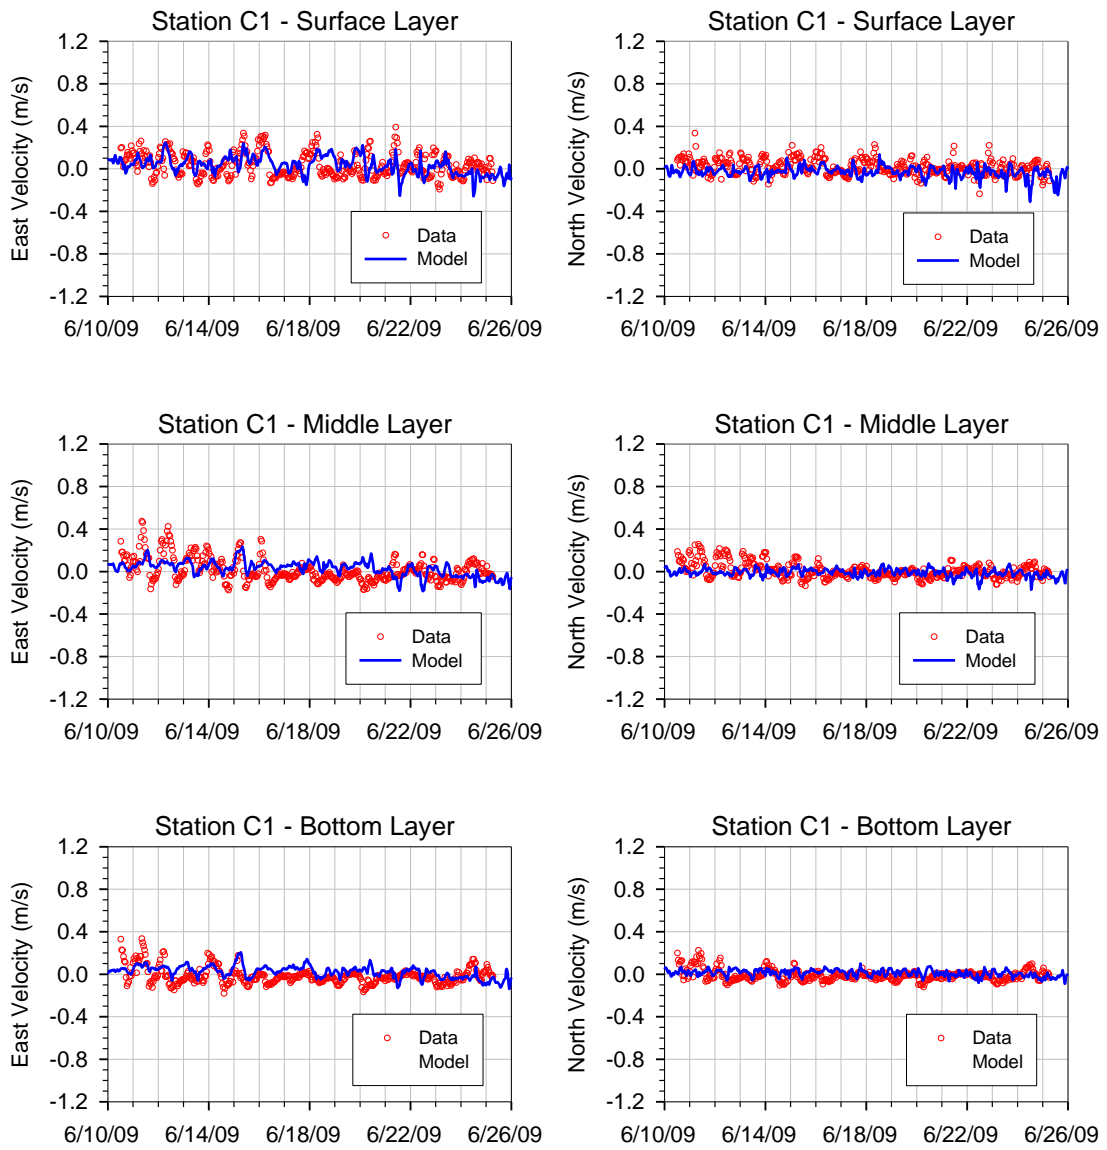 Station C1 - Surface Layer
East Velocity (m/s)
1.2
0.8
0.4
0.0
-0.4
-0.8
-1.2
Data
Model
6/10/09 6/14/09 6/18/09 6/22/09 6/26/09
Station C1 - Surface Layer
North Velocity (m/s)
1.2
0.8
0.4
0.0
-0.4
-0.8
-1.2
Data
Model
6/10/09 6/14/09 6/18/09 6/22/09 6/26/09
Station C1 - Middle Layer
East Velocity (m/s)
1.2
0.8
0.4
0.0
-0.4
-0.8
-1.2
Data
Model
6/10/09 6/14/09 6/18/09 6/22/09 6/26/09
Station C1 - Middle Layer
North Velocity (m/s)
1.2
0.8
0.4
0.0
-0.4
-0.8
-1.2
Data
Model
6/10/09 6/14/09 6/18/09 6/22/09 6/26/09
Station C1 - Bottom Layer
East Velocity (m/s)
1.2
0.8
0.4
0.0
-0.4
-0.8
-1.2
Data
Model
6/10/09 6/14/09 6/18/09 6/22/09 6/26/09
Station C1 - Bottom Layer
North Velocity (m/s)
1.2
0.8
0.4
0.0
-0.4
-0.8
-1.2
Data
Model
6/10/09 6/14/09 6/18/09 6/22/09 6/26/09